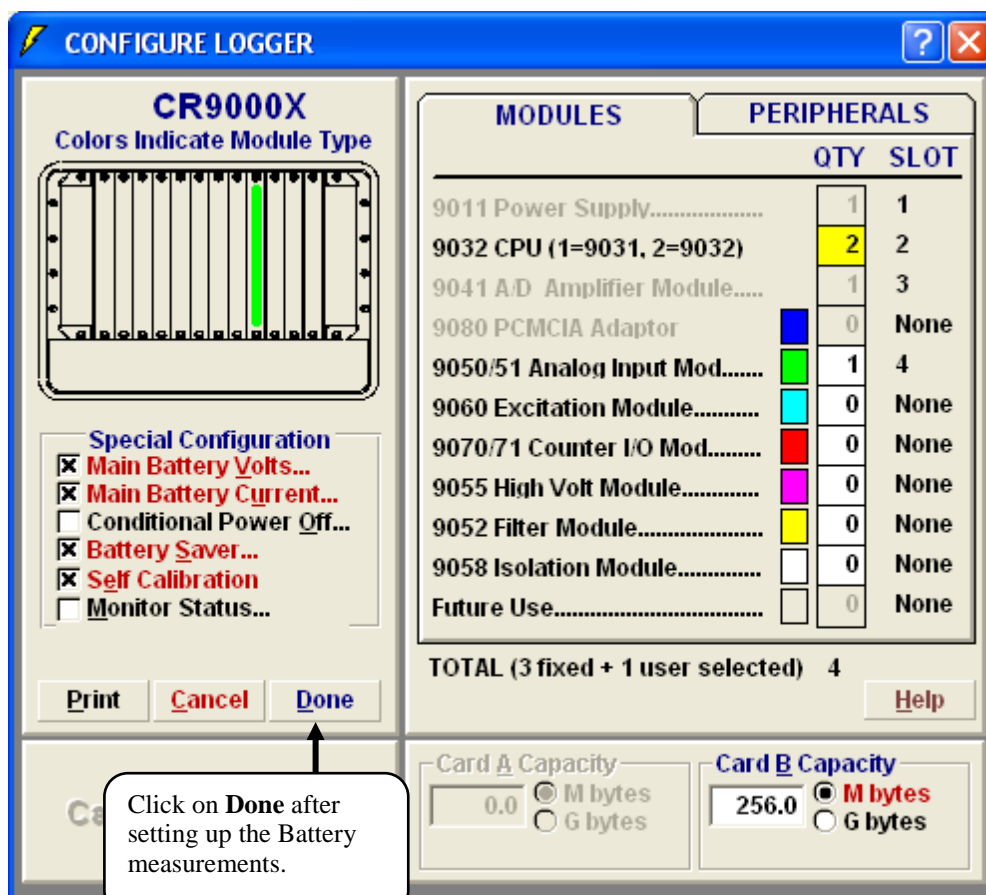 CONFIGURE LOGGER
CR9000X
Colors Indicate Module Type
Special Configuration
Main Battery Volts...
Main Battery Current...
Conditional Power Off...
Battery Saver...
Self Calibration
Monitor Status...
Print Cancel Done
MODULES PERIPHERALS
QTY SLOT
9011 Power Supply................... 1 1
9032 CPU (1=9031, 2=9032) 2 2
9041 A/D Amplifier Module..... 1 3
9080 PCMCIA Adaptor 0 None
9050/51 Analog Input Mod....... 1 4
9060 Excitation Module........... 0 None
9070/71 Counter I/O Mod......... 0 None
9055 High Volt Module............. 0 None
9052 Filter Module.................. 0 None
9058 Isolation Module.............. 0 None
Future Use.................................. 0 None
TOTAL (3 fixed + 1 user selected) 4
Help
Click on Done after
setting up the Battery
measurements.
Card A Capacity
0.0 M bytes
G bytes
Card B Capacity
256.0 M bytes
G bytes